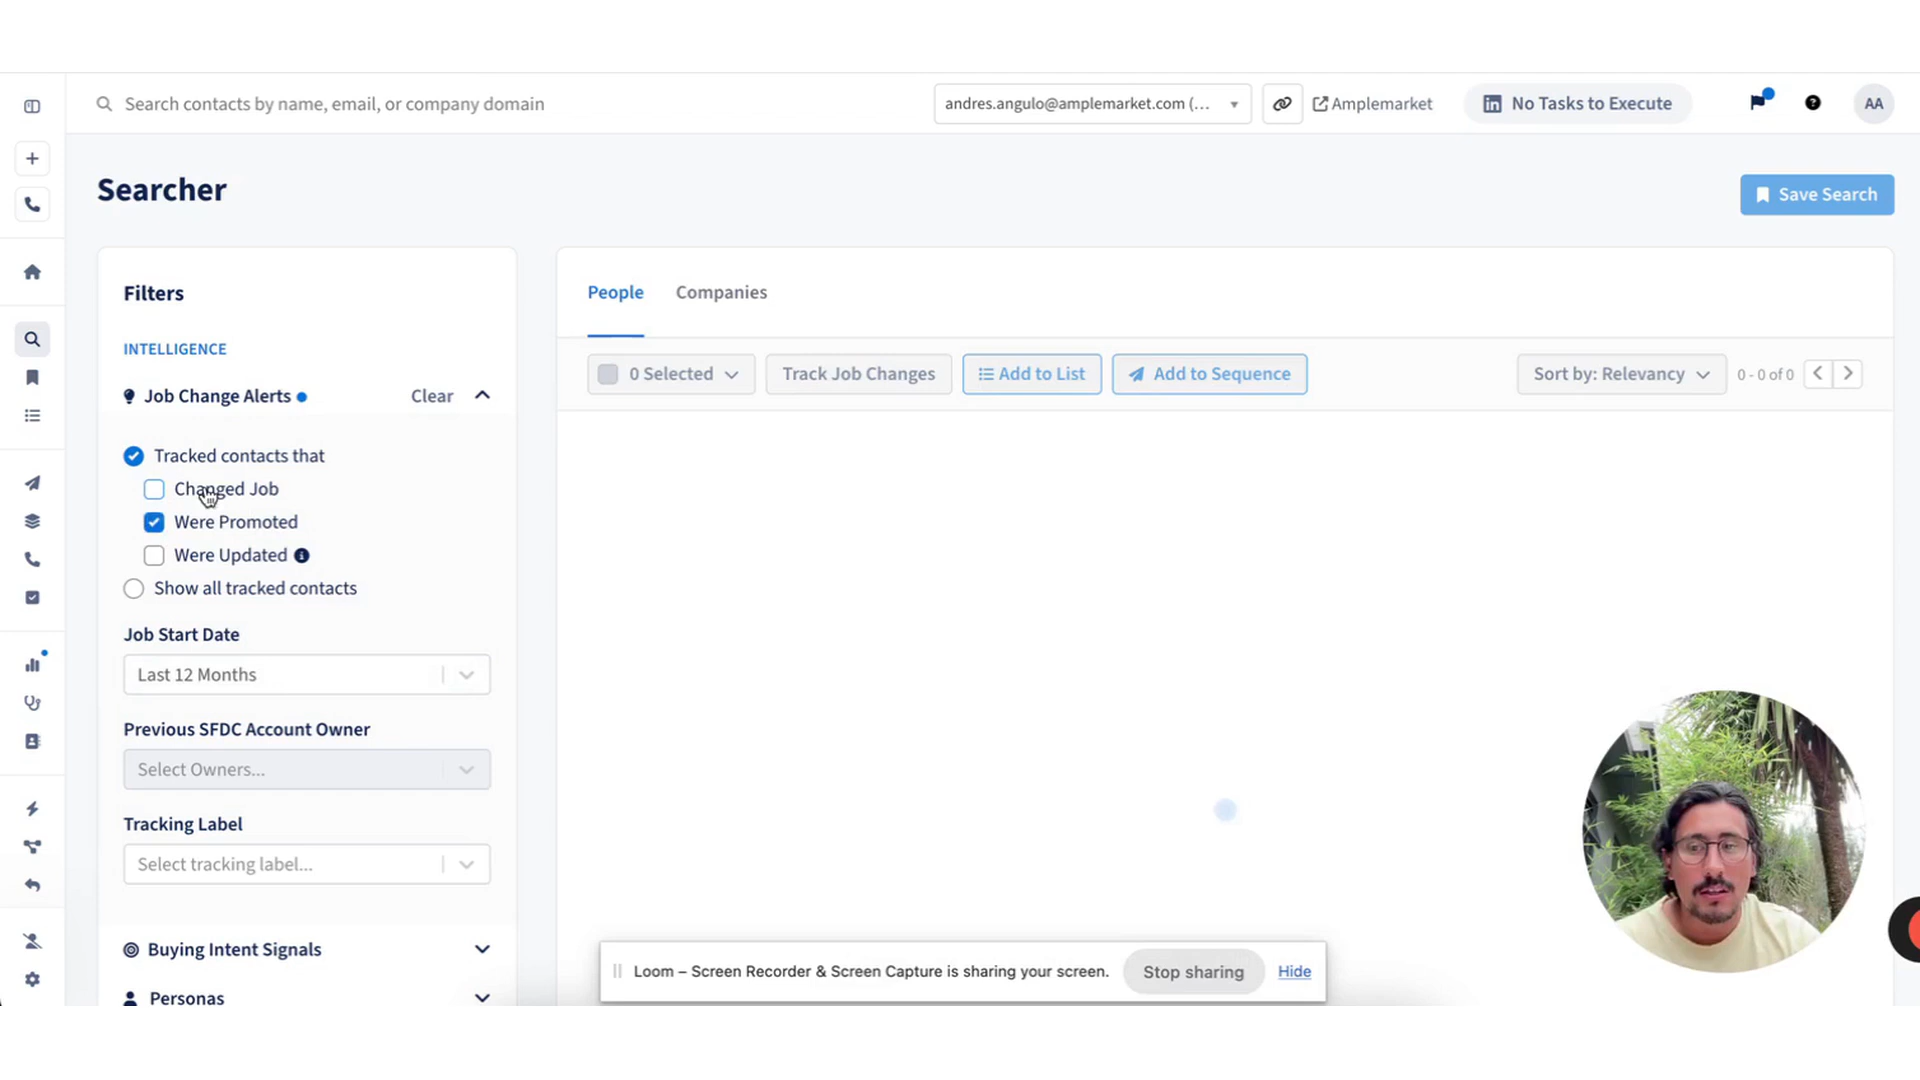 Search contacts by name, email, or company domain
andres.angulo@amplemarket.com (...
Amplemarket
No Tasks to Execute
AA
Searcher
Save Search
Filters
INTELLIGENCE
Job Change Alerts
Clear
Tracked contacts that
Changed Job
Were Promoted
Were Updated
Show all tracked contacts
Job Start Date
Last 12 Months
Previous SFDC Account Owner
Select Owners...
Tracking Label
Select tracking label...
Buying Intent Signals
Personas
People
Companies
0 Selected
Track Job Changes
Add to List
Add to Sequence
Sort by: Relevancy
0 - 0 of 0
Loom – Screen Recorder & Screen Capture is sharing your screen.
Stop sharing
Hide